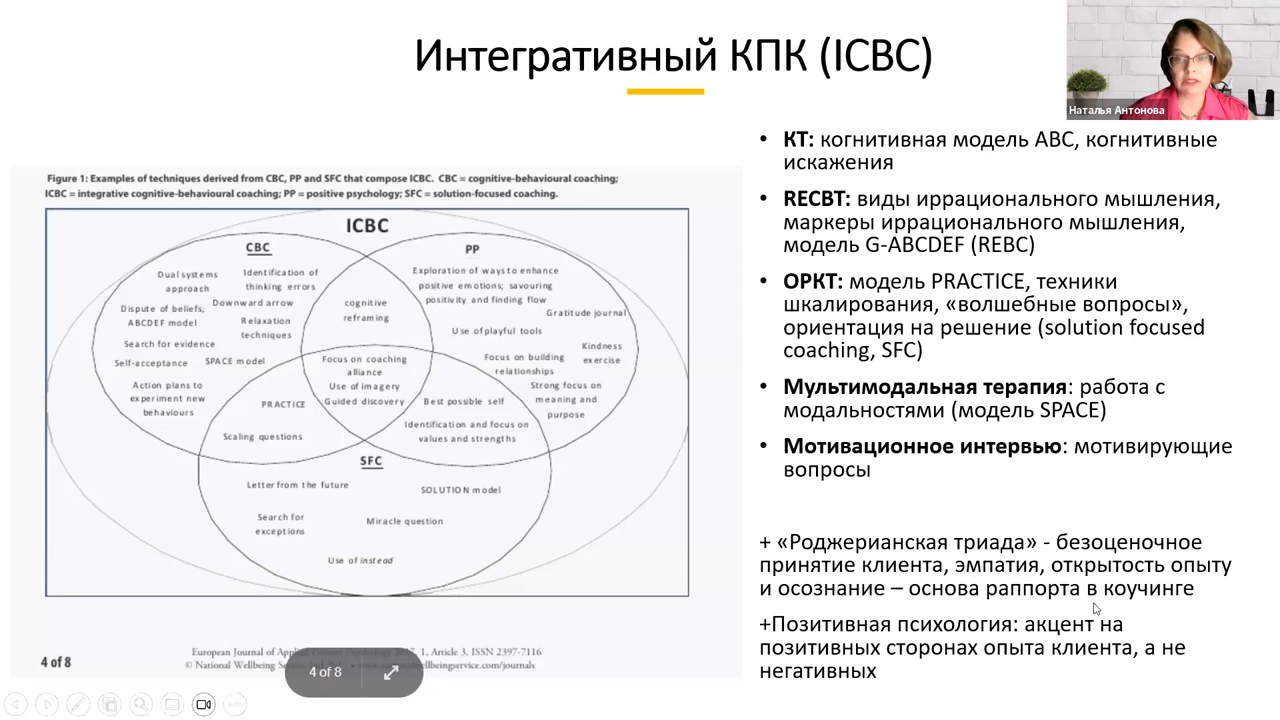 Интегративный КПК (ICBC)
Наталья Антонова
Figure 1: Examples of techniques derived from CBC, PP and SFC that compose ICBC. CBC = cognitive-behavioural coaching;
ICBC = integrative cognitive-behavioural coaching; PP = positive psychology; SFC = solution-focused coaching.
ICBC
CBC
Dual systems
approach
Identification of
thinking errors
Downward arrow
Dispute of beliefs;
ABCDEF model
Relaxation
techniques
Search for evidence
Self-acceptance
SPACE model
Action plans to
experiment new
behaviours
cognitive
reframing
PP
Exploration of ways to enhance
positive emotions; savouring
positivity and finding flow
Gratitude journal
Use of playful tools
Kindness
exercise
Focus on building
relationships
Strong focus on
meaning and
purpose
Focus on coaching
alliance
Use of imagery
Guided discovery
PRACTICE
Scaling questions
Best possible self
Identification and focus on
values and strengths
SFC
Letter from the future
SOLUTION model
Search for
exceptions
Miracle question
Use of instead
4 of 8
European Journal of Applied Positive Psychology 2017, 1, Article 3, ISSN 2397-7116
© National Wellbeing
wellbeingservice.com/journals
4 of 8
• КТ: когнитивная модель ABC, когнитивные
искажения
• RECBT: виды иррационального мышления,
маркеры иррационального мышления,
модель G-ABCDEF (REBC)
• ОРКТ: модель PRACTICE, техники
шкалирования, «волшебные вопросы»,
ориентация на решение (solution focused
coaching, SFC)
• Мультимодальная терапия: работа с
модальностями (модель SPACE)
• Мотивационное интервью: мотивирующие
вопросы
+ «Роджерианская триада» - безоценочное
принятие клиента, эмпатия, открытость опыту
и осознание – основа раппорта в коучинге
+Позитивная психология: акцент на
позитивных сторонах опыта клиента, а не
негативных